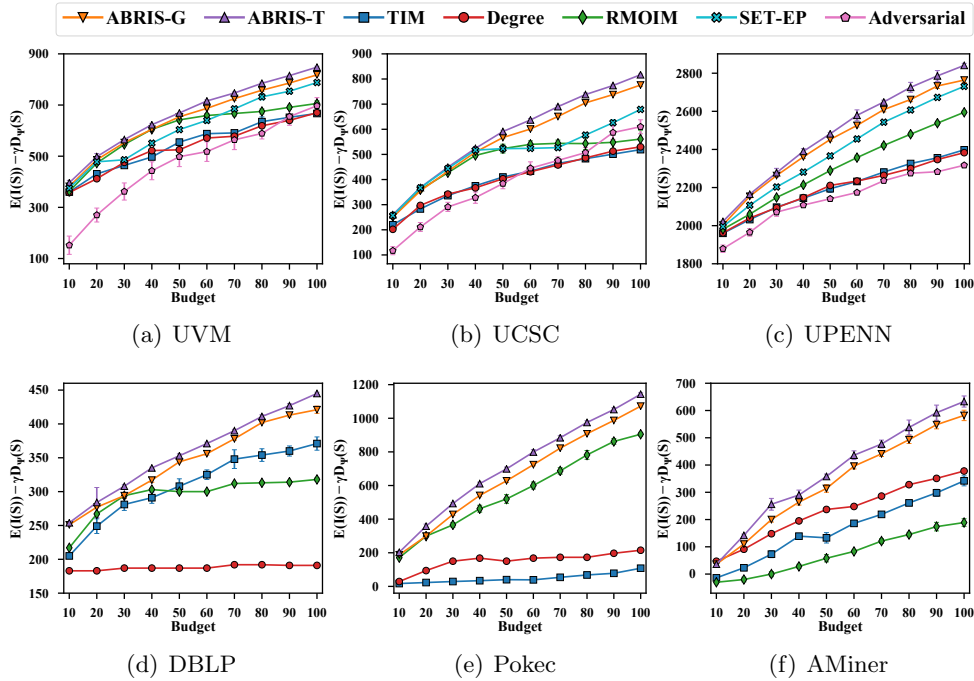 ABRIS-G ABRIS-T TIM Degree RMOIM SET-EP Adversarial
900 900
700 800 2800
700
600 2600
500 500
400 2400
300 300 2200
200 2000
100 100 1800
E(I(S)) − γD_Ψ(S) E(I(S)) − γD_Ψ(S) E(I(S)) − γD_Ψ(S)
10 20 30 40 50 60 70 80 90 100 10 20 30 40 50 60 70 80 90 100 10 20 30 40 50 60 70 80 90 100
Budget Budget Budget
(a) UVM (b) UCSC (c) UPENN
450 1200 700
400 1000 600
350 800 500
300 600 400
250 400 300
200 200 200
150 0 100
0
E(I(S)) − γD_Ψ(S) E(I(S)) − γD_Ψ(S) E(I(S)) − γD_Ψ(S)
10 20 30 40 50 60 70 80 90 100 10 20 30 40 50 60 70 80 90 100 10 20 30 40 50 60 70 80 90 100
Budget Budget Budget
(d) DBLP (e) Pokec (f) AMiner